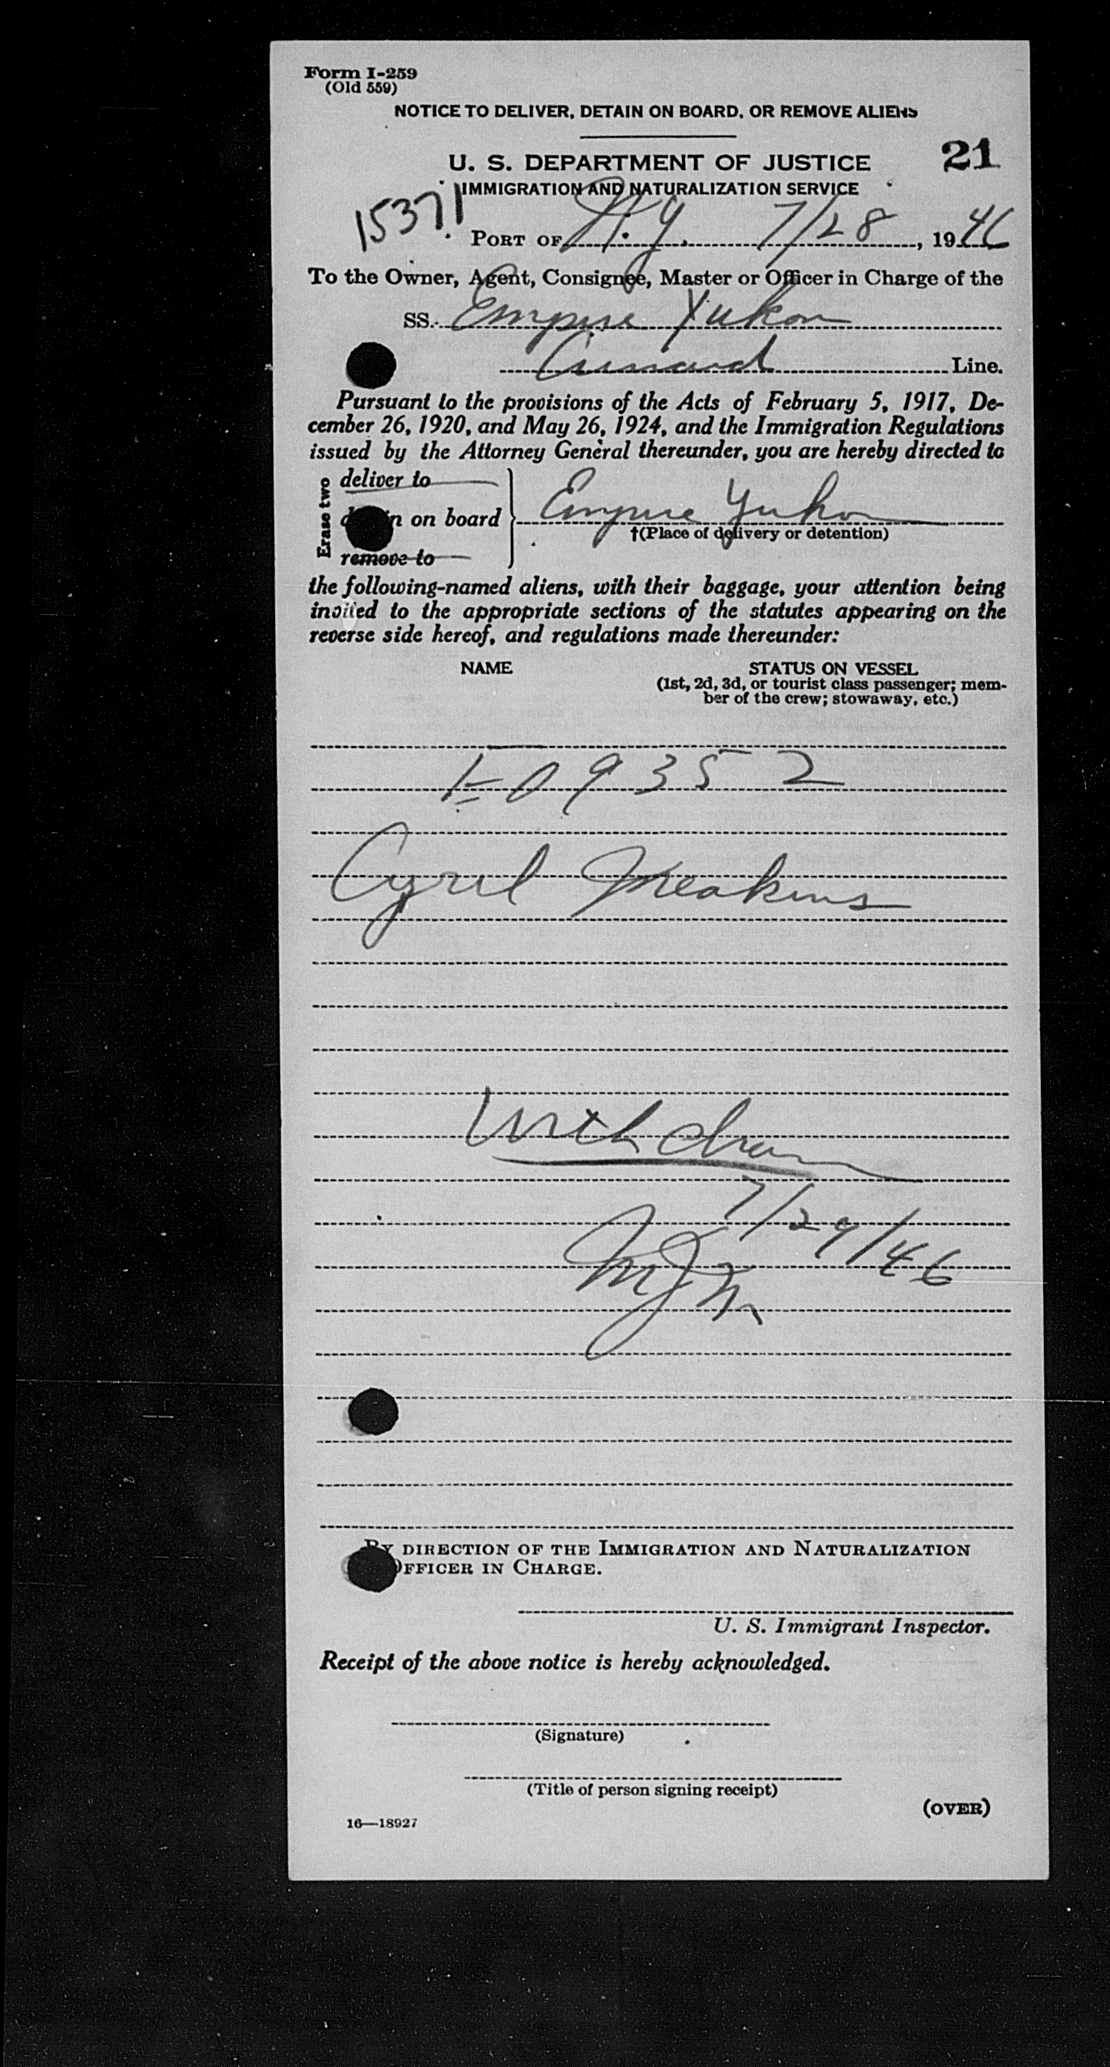 Form I-259
(Old 559)
NOTICE TO DELIVER, DETAIN ON BOARD, OR REMOVE ALIENS
21
U. S. DEPARTMENT OF JUSTICE
IMMIGRATION AND NATURALIZATION SERVICE
15371
PORT OF N.Y. 7/28, 1946
To the Owner, Agent, Consignee, Master or Officer in Charge of the
SS. Empire Yukon
Cunard Line.
Pursuant to the provisions of the Acts of February 5, 1917, De-
cember 26, 1920, and May 26, 1924, and the Immigration Regulations
issued by the Attorney General thereunder, you are hereby directed to
Erase two
deliver to
on board Empire Yukon
†(Place of delivery or detention)
remove to
the following-named aliens, with their baggage, your attention being
invited to the appropriate sections of the statutes appearing on the
reverse side hereof, and regulations made thereunder:
NAME STATUS ON VESSEL
(1st, 2d, 3d, or tourist class passenger; mem-
ber of the crew; stowaway, etc.)
09352
Cyril Meakins
Withdrawn
7/29/46
MJM
BY DIRECTION OF THE IMMIGRATION AND NATURALIZATION
OFFICER IN CHARGE.
U. S. Immigrant Inspector.
Receipt of the above notice is hereby acknowledged.
(Signature)
(Title of person signing receipt)
(OVER)
16—18927